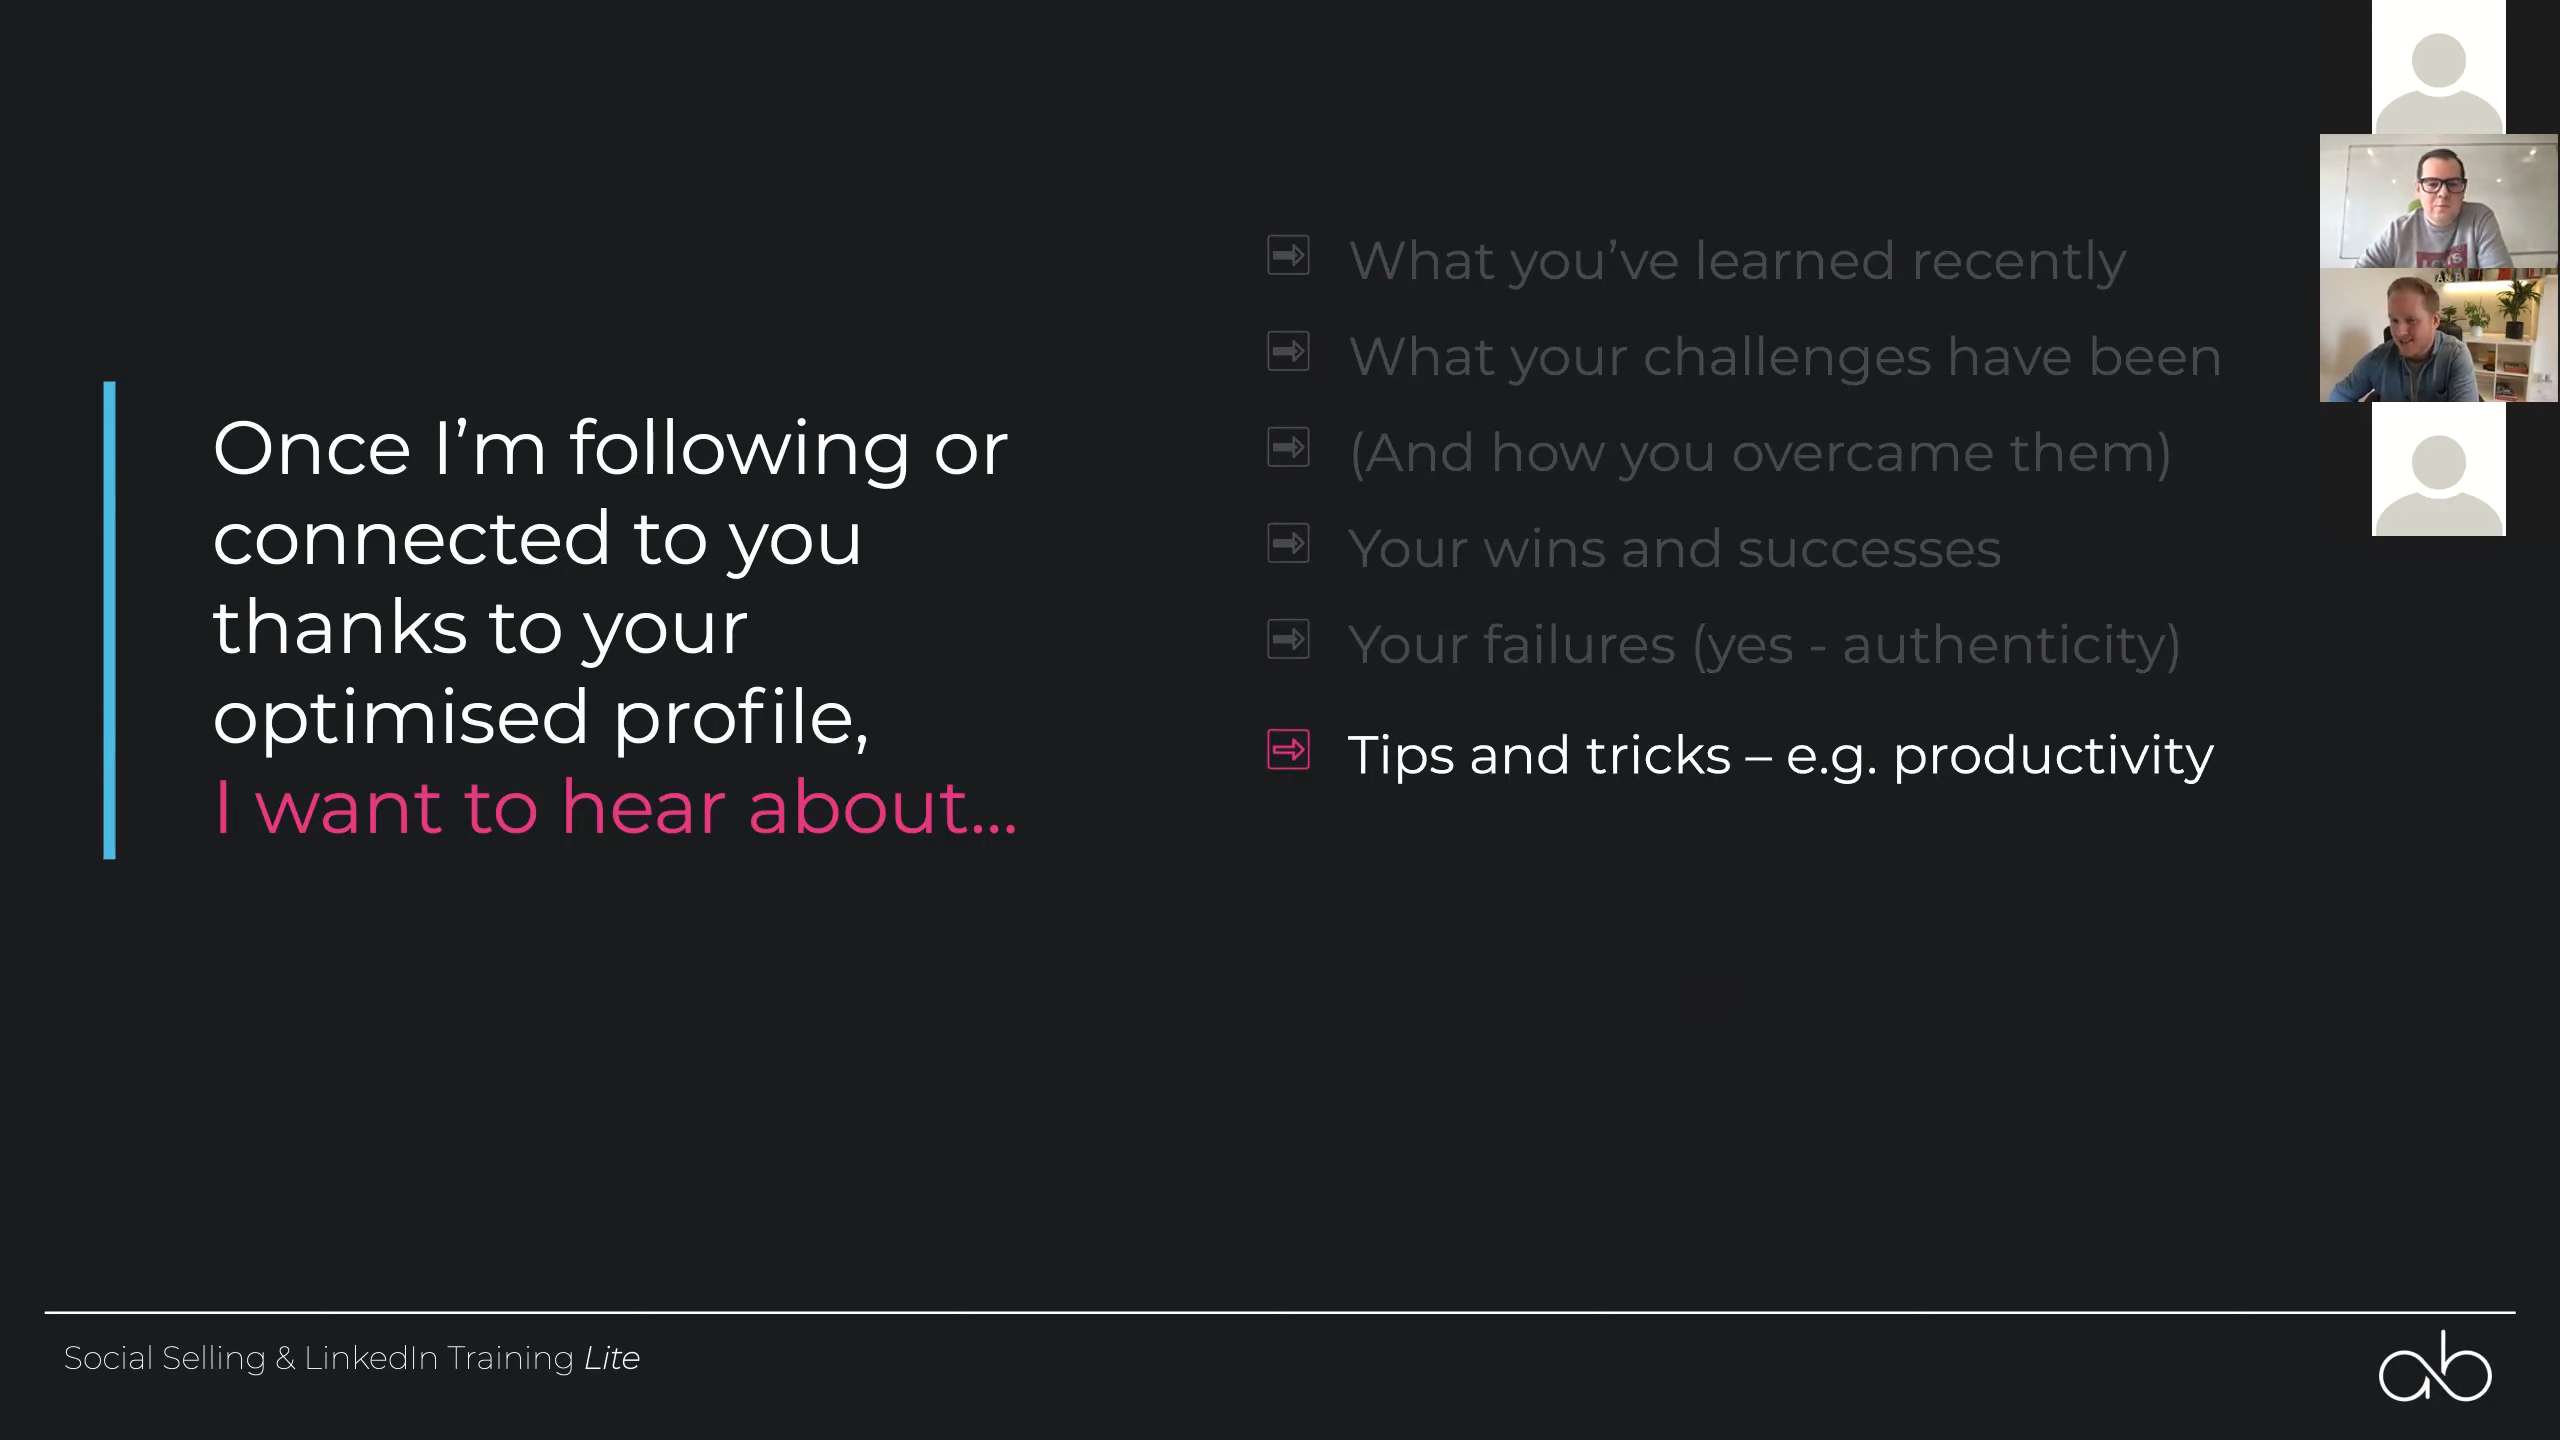 Once I’m following or
connected to you
thanks to your
optimised profile,
I want to hear about...
What you’ve learned recently
What your challenges have been
(And how you overcame them)
Your wins and successes
Your failures (yes - authenticity)
Tips and tricks – e.g. productivity
Social Selling & LinkedIn Training Lite
ab